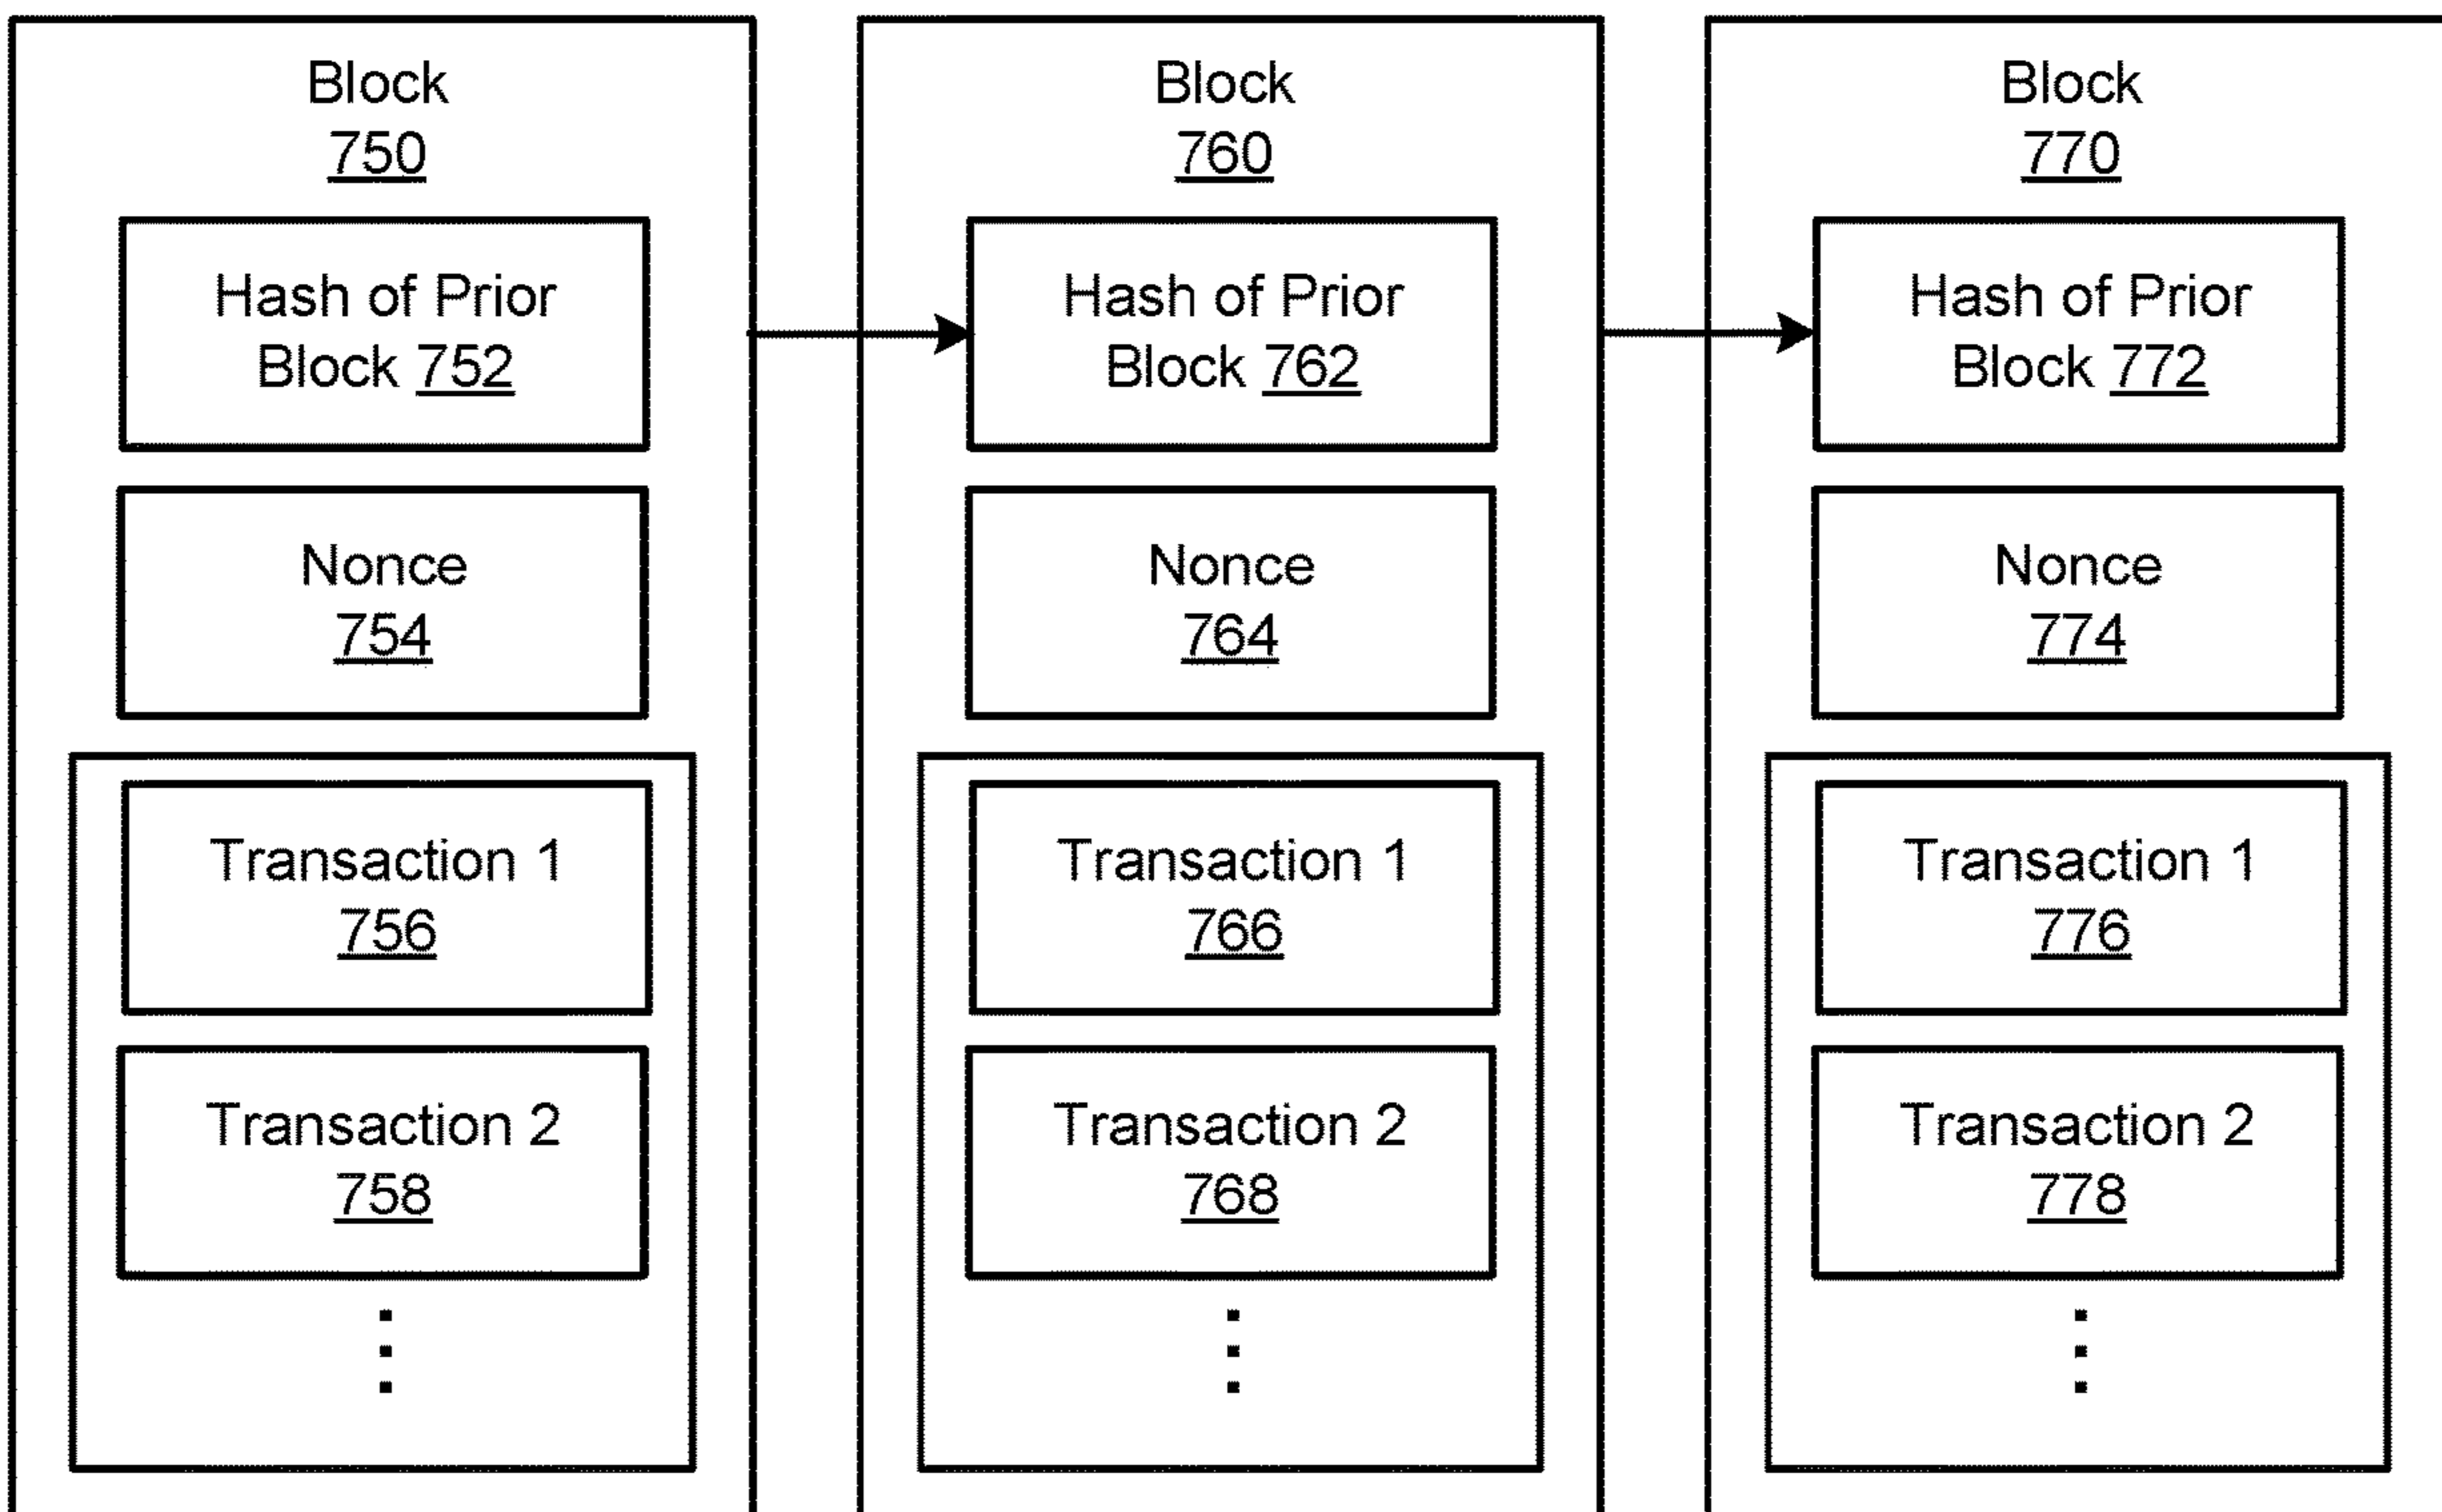 Block
750
Hash of Prior
Block 752
Nonce
754
Transaction 1
756
Transaction 2
758
Block
760
Hash of Prior
Block 762
Nonce
764
Transaction 1
766
Transaction 2
768
Block
770
Hash of Prior
Block 772
Nonce
774
Transaction 1
776
Transaction 2
778